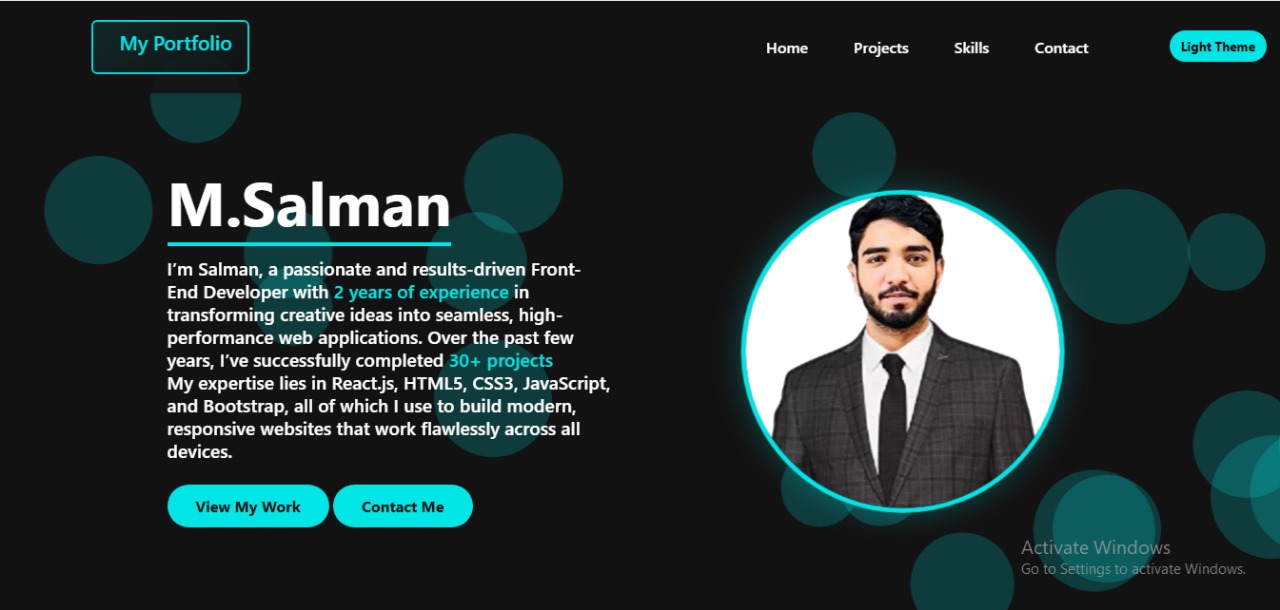 My Portfolio
Home
Projects
Skills
Contact
Light Theme
M.Salman
I’m Salman, a passionate and results-driven Front-
End Developer with 2 years of experience in
transforming creative ideas into seamless, high-
performance web applications. Over the past few
years, I’ve successfully completed 30+ projects
My expertise lies in React.js, HTML5, CSS3, JavaScript,
and Bootstrap, all of which I use to build modern,
responsive websites that work flawlessly across all
devices.
View My Work
Contact Me
Activate Windows
Go to Settings to activate Windows.